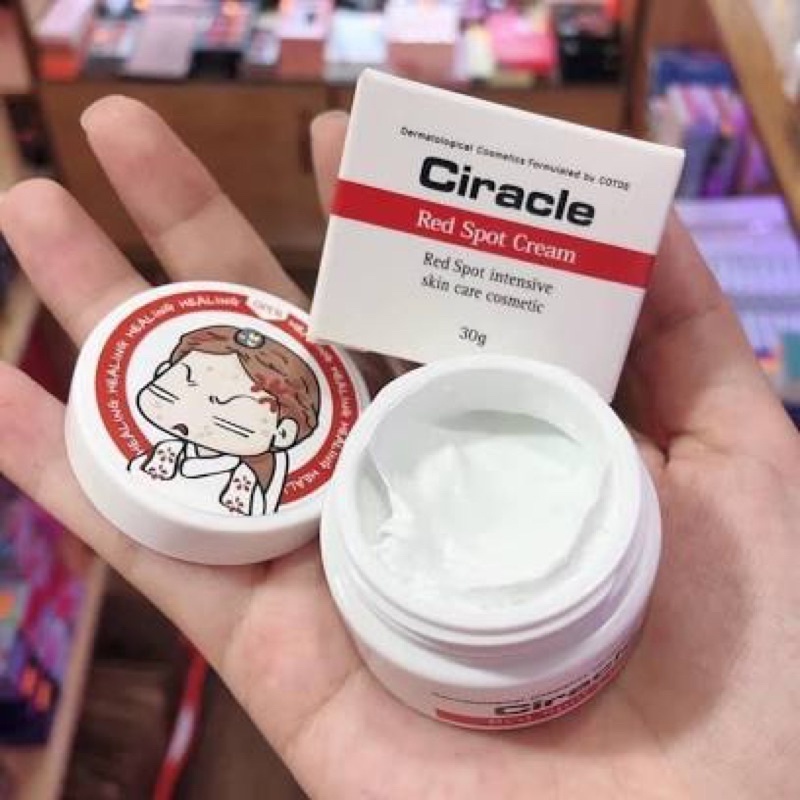 Dermatological Cosmetics Formulated by COTDE
Ciracle
Red Spot Cream
Red Spot intensive
skin care cosmetic
30g
HEALING HEALING HEALING HEALING
Ciracle